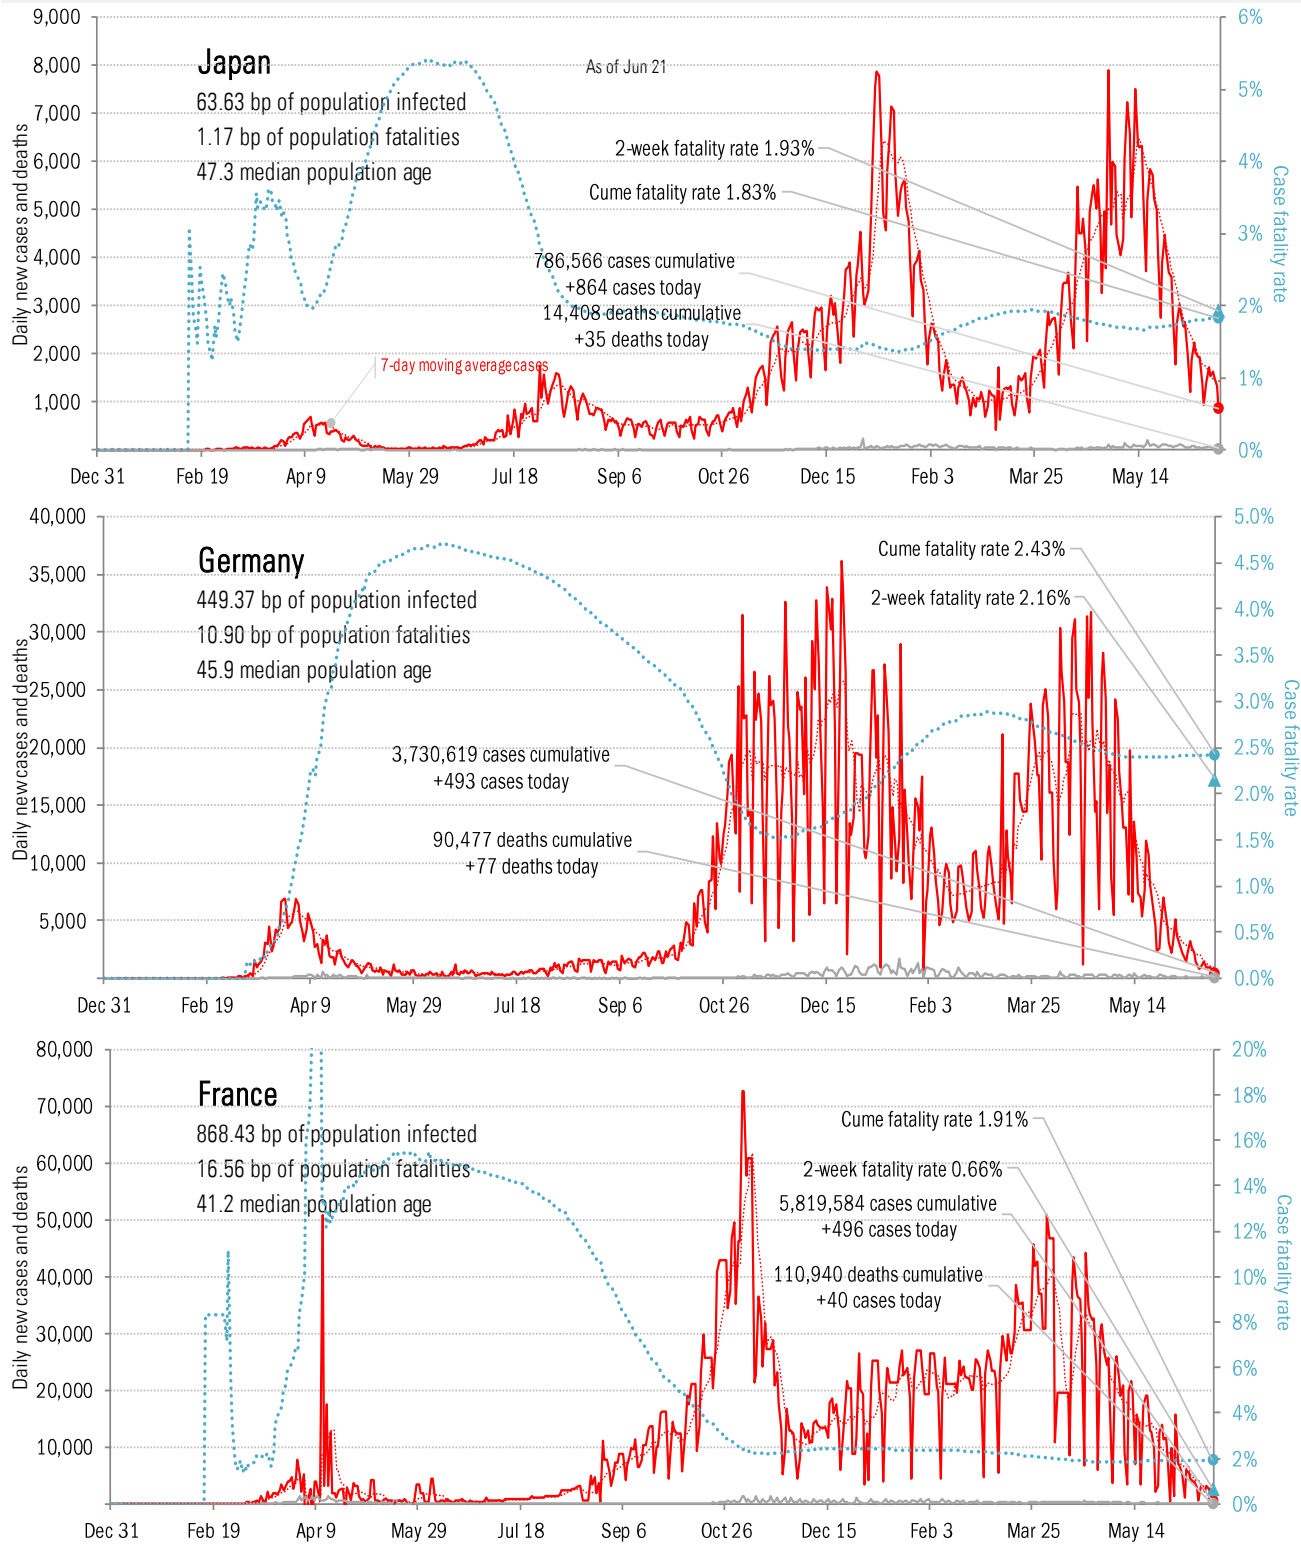 9,000
8,000
7,000
6,000
5,000
4,000
3,000
2,000
1,000
Daily new cases and deaths
Japan
63.63 bp of population infected
1.17 bp of population fatalities
47.3 median population age
As of Jun 21
2-week fatality rate 1.93%
Cume fatality rate 1.83%
786,566 cases cumulative
+864 cases today
14,408 deaths cumulative
+35 deaths today
7-day moving average cases
6%
5%
4%
3%
2%
1%
0%
Case fatality rate
Dec 31 Feb 19 Apr 9 May 29 Jul 18 Sep 6 Oct 26 Dec 15 Feb 3 Mar 25 May 14
40,000
35,000
30,000
25,000
20,000
15,000
10,000
5,000
Daily new cases and deaths
Germany
449.37 bp of population infected
10.90 bp of population fatalities
45.9 median population age
Cume fatality rate 2.43%
2-week fatality rate 2.16%
3,730,619 cases cumulative
+493 cases today
90,477 deaths cumulative
+77 deaths today
5.0%
4.5%
4.0%
3.5%
3.0%
2.5%
2.0%
1.5%
1.0%
0.5%
0.0%
Case fatality rate
Dec 31 Feb 19 Apr 9 May 29 Jul 18 Sep 6 Oct 26 Dec 15 Feb 3 Mar 25 May 14
80,000
70,000
60,000
50,000
40,000
30,000
20,000
10,000
Daily new cases and deaths
France
868.43 bp of population infected
16.56 bp of population fatalities
41.2 median population age
Cume fatality rate 1.91%
2-week fatality rate 0.66%
5,819,584 cases cumulative
+496 cases today
110,940 deaths cumulative
+40 cases today
20%
18%
16%
14%
12%
10%
8%
6%
4%
2%
0%
Case fatality rate
Dec 31 Feb 19 Apr 9 May 29 Jul 18 Sep 6 Oct 26 Dec 15 Feb 3 Mar 25 May 14